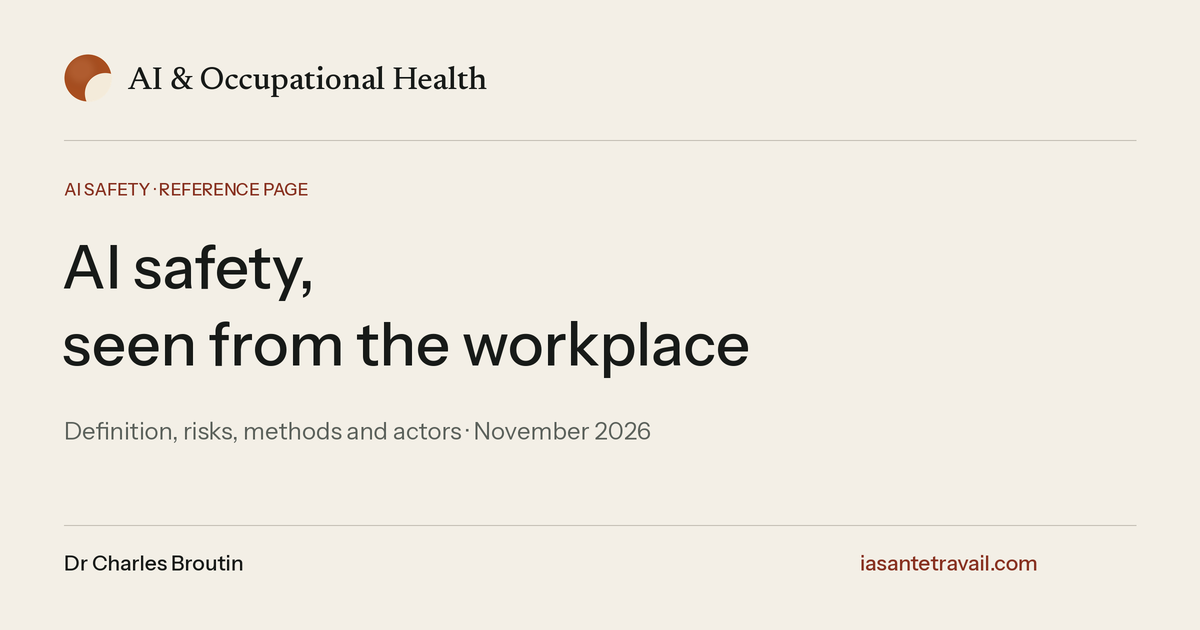 AI & Occupational Health
AI SAFETY · REFERENCE PAGE
AI safety,
seen from the workplace
Definition, risks, methods and actors · November 2026
Dr Charles Broutin
iasantetravail.com